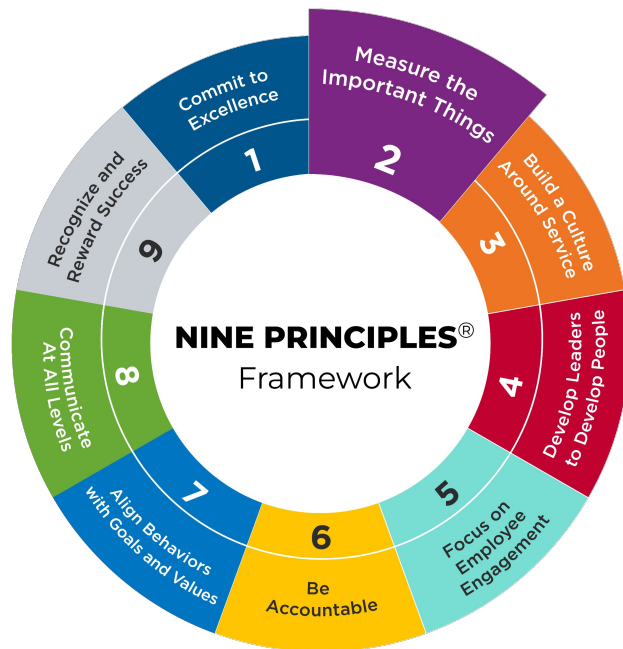 NINE PRINCIPLES®
Framework
Commit to
Excellence
1
Measure the
Important Things
2
Build a Culture
Around Service
3
Develop Leaders
to Develop People
4
Focus on
Employee
Engagement
5
Be
Accountable
6
Align Behaviors
with Goals and Values
7
Communicate
At All Levels
8
Recognize and
Reward Success
9